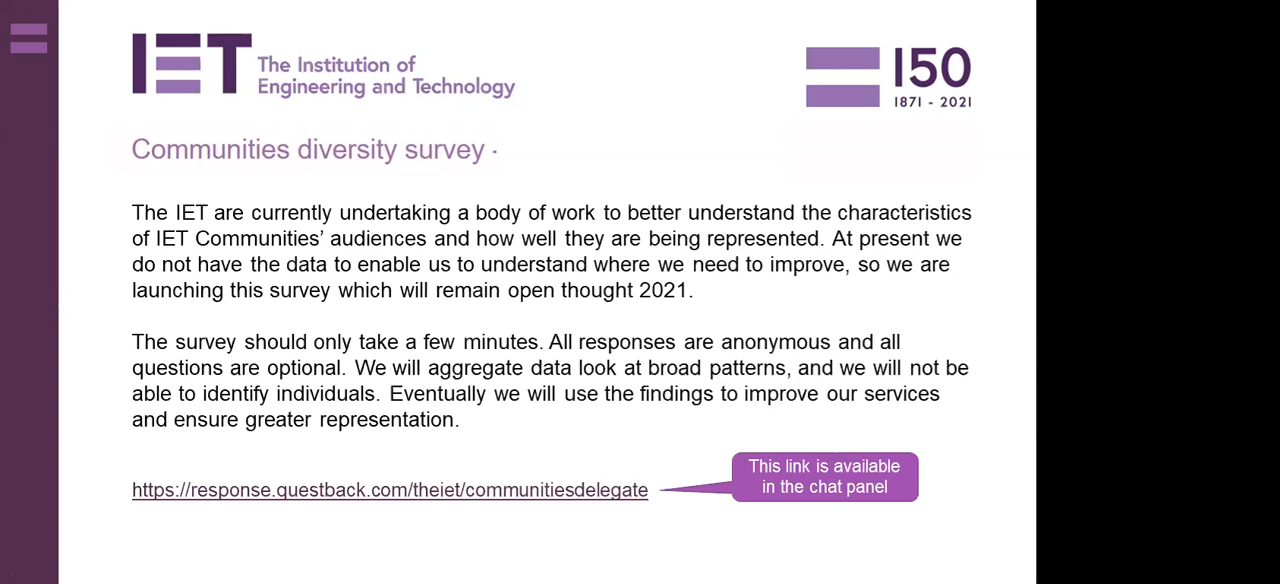 IET The Institution of
Engineering and Technology
150
1871 - 2021
Communities diversity survey -
The IET are currently undertaking a body of work to better understand the characteristics
of IET Communities’ audiences and how well they are being represented. At present we
do not have the data to enable us to understand where we need to improve, so we are
launching this survey which will remain open thought 2021.
The survey should only take a few minutes. All responses are anonymous and all
questions are optional. We will aggregate data look at broad patterns, and we will not be
able to identify individuals. Eventually we will use the findings to improve our services
and ensure greater representation.
This link is available
in the chat panel
https://response.questback.com/theiet/communitiesdelegate